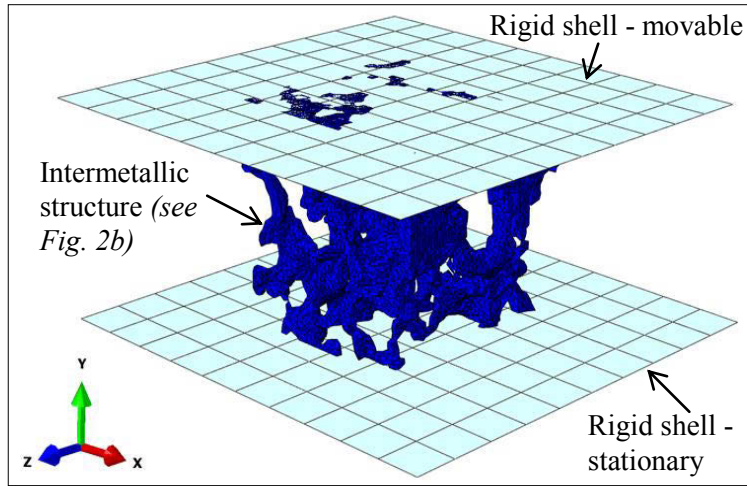 Rigid shell - movable
Intermetallic
structure (see
Fig. 2b)
Y
Z
X
Rigid shell -
stationary